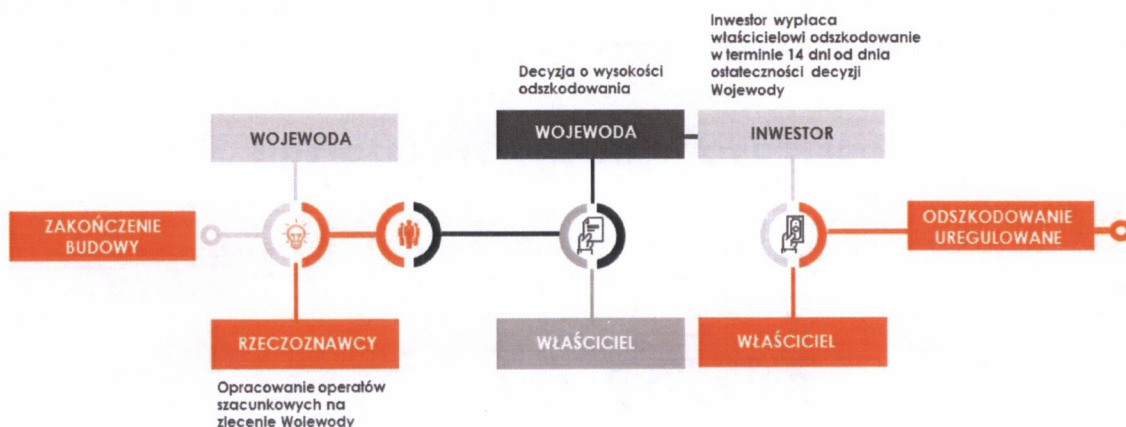 Inwestor wypłaca
właścicielowi odszkodowanie
w terminie 14 dni od dnia
ostateczności decyzji
Wojewody
Decyzja o wysokości
odszkodowania
WOJEWODA
WOJEWODA
INWESTOR
ZAKOŃCZENIE
BUDOWY
ODSZKODOWANIE
UREGULOWANE
RZECZOZNAWCY
WŁAŚCICIEL
WŁAŚCICIEL
Opracowanie operatów
szacunkowych na
zlecenie Wojewody